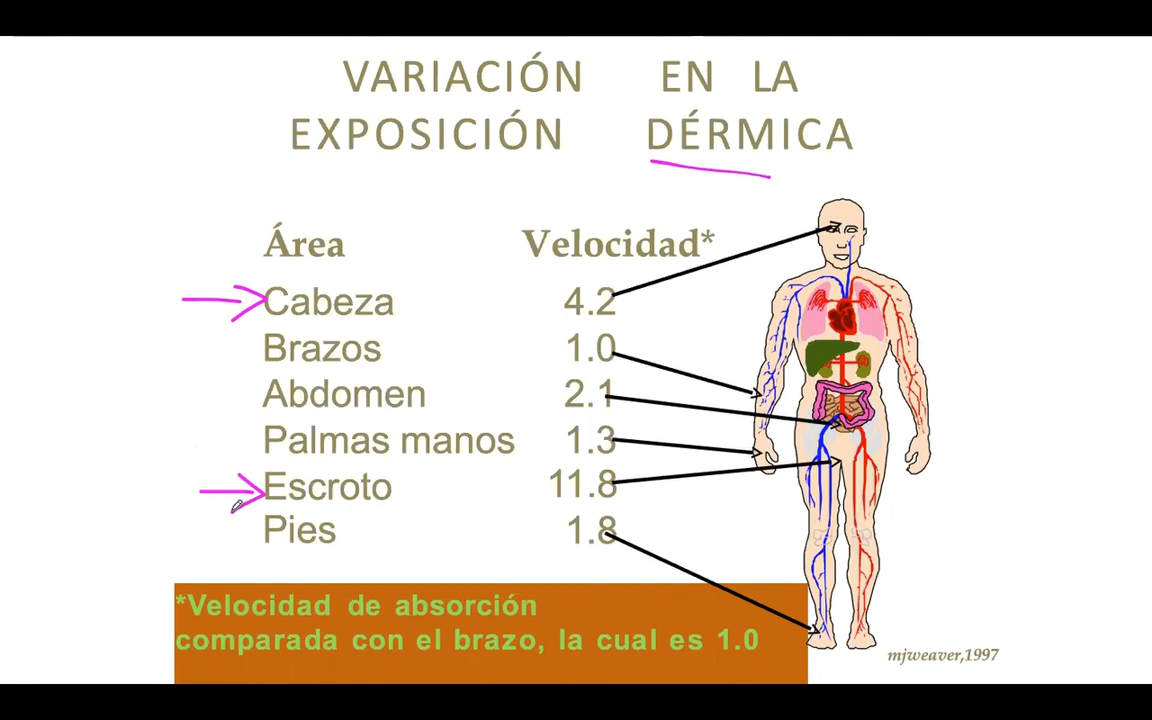 VARIACIÓN EN LA
EXPOSICIÓN DÉRMICA
Área Velocidad*
Cabeza 4.2
Brazos 1.0
Abdomen 2.1
Palmas manos 1.3
Escroto 11.8
Pies 1.8
*Velocidad de absorción
comparada con el brazo, la cual es 1.0
mjweaver,1997